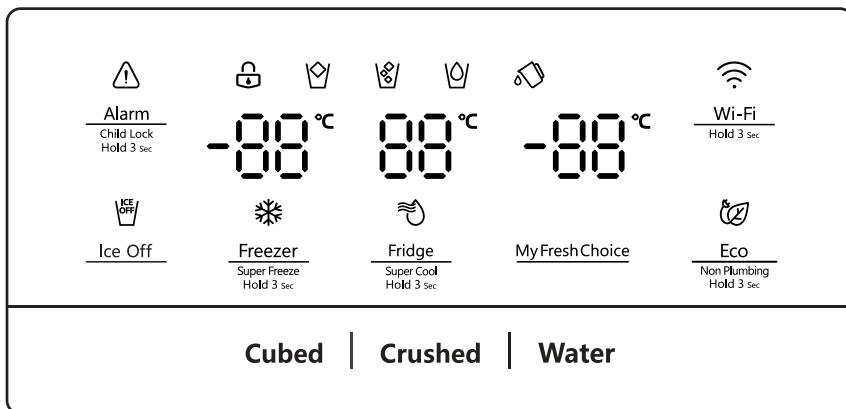 Alarm
Child Lock
Hold 3 Sec
-88 °C
88 °C
-88 °C
Wi-Fi
Hold 3 Sec
ICE
OFF
Ice Off
Freezer
Super Freeze
Hold 3 Sec
Fridge
Super Cool
Hold 3 Sec
My Fresh Choice
Eco
Non Plumbing
Hold 3 Sec
Cubed | Crushed | Water